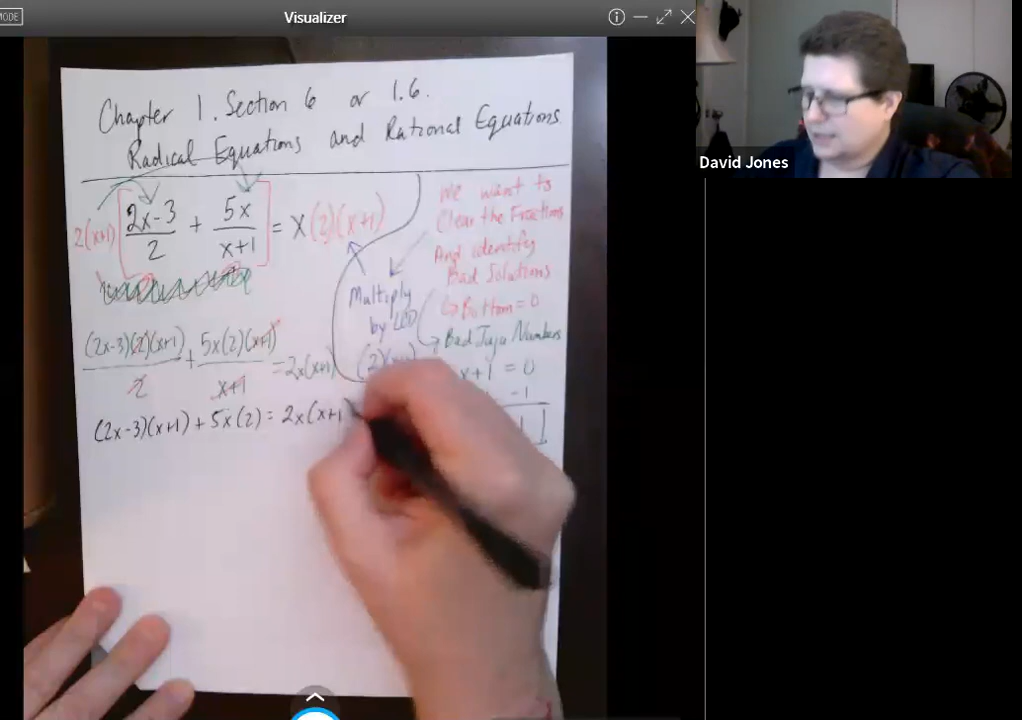 MODE
Visualizer
David Jones
Chapter 1. Section 6 or 1.6.
Radical Equations and Rational Equations
2(x+1) [ (2x-3)/2 + 5x/(x+1) ] = x(2)(x+1)
We want to
Clear the Fractions
And identify
Bad Solutions
↳ Bottom = 0
Bad JuJu Numbers
Multiply
by LCD
x+1 = 0
-1
(2x-3)(2)(x+1)/2 + 5x(2)(x+1)/(x+1) = 2x(x+1)
(2x-3)(x+1) + 5x(2) = 2x(x+1